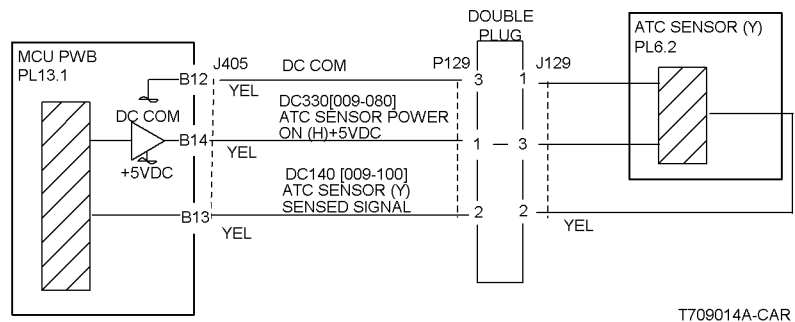 DOUBLE
PLUG
ATC SENSOR (Y)
PL6.2
MCU PWB
PL13.1
J405
DC COM
P129
J129
B12
YEL
3
1
DC COM
DC330[009-080]
ATC SENSOR POWER
ON (H)+5VDC
B14
YEL
1
3
+5VDC
DC140 [009-100]
ATC SENSOR (Y)
SENSED SIGNAL
B13
YEL
2
2
YEL
T709014A-CAR